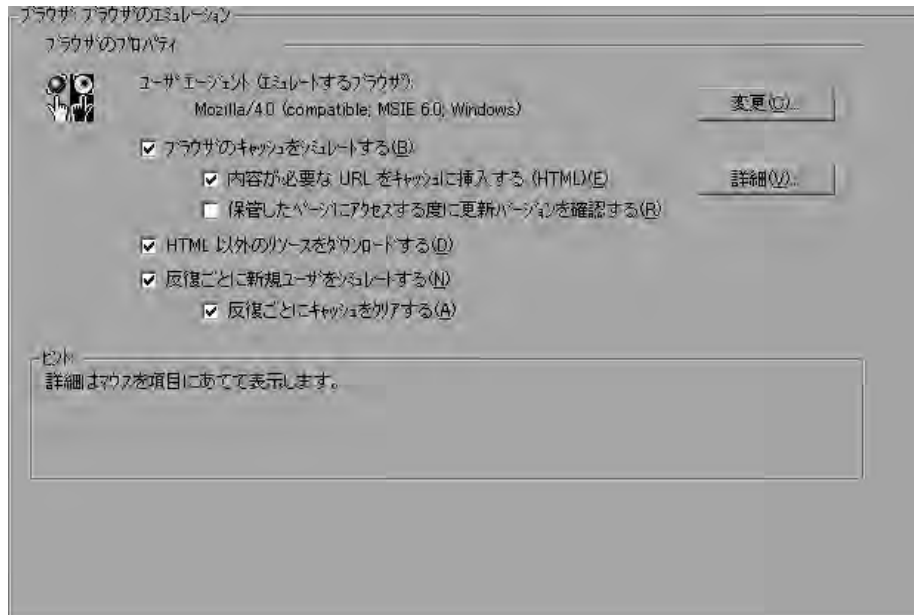 ブラウザ: ブラウザのエミュレーション
ブラウザのプロパティ
ユーザ エージェント (エミュレートするブラウザ):
Mozilla/4.0 (compatible; MSIE 6.0; Windows)
変更(C)...
ブラウザのキャッシュをシミュレートする(B)
内容が必要な URL をキャッシュに挿入する (HTML)(E)
詳細(V)...
保管したページにアクセスする度に更新バージョンを確認する(R)
HTML 以外のリソースをダウンロードする(D)
反復ごとに新規ユーザをシミュレートする(N)
反復ごとにキャッシュをクリアする(A)
ヒント:
詳細はマウスを項目にあてて表示します。